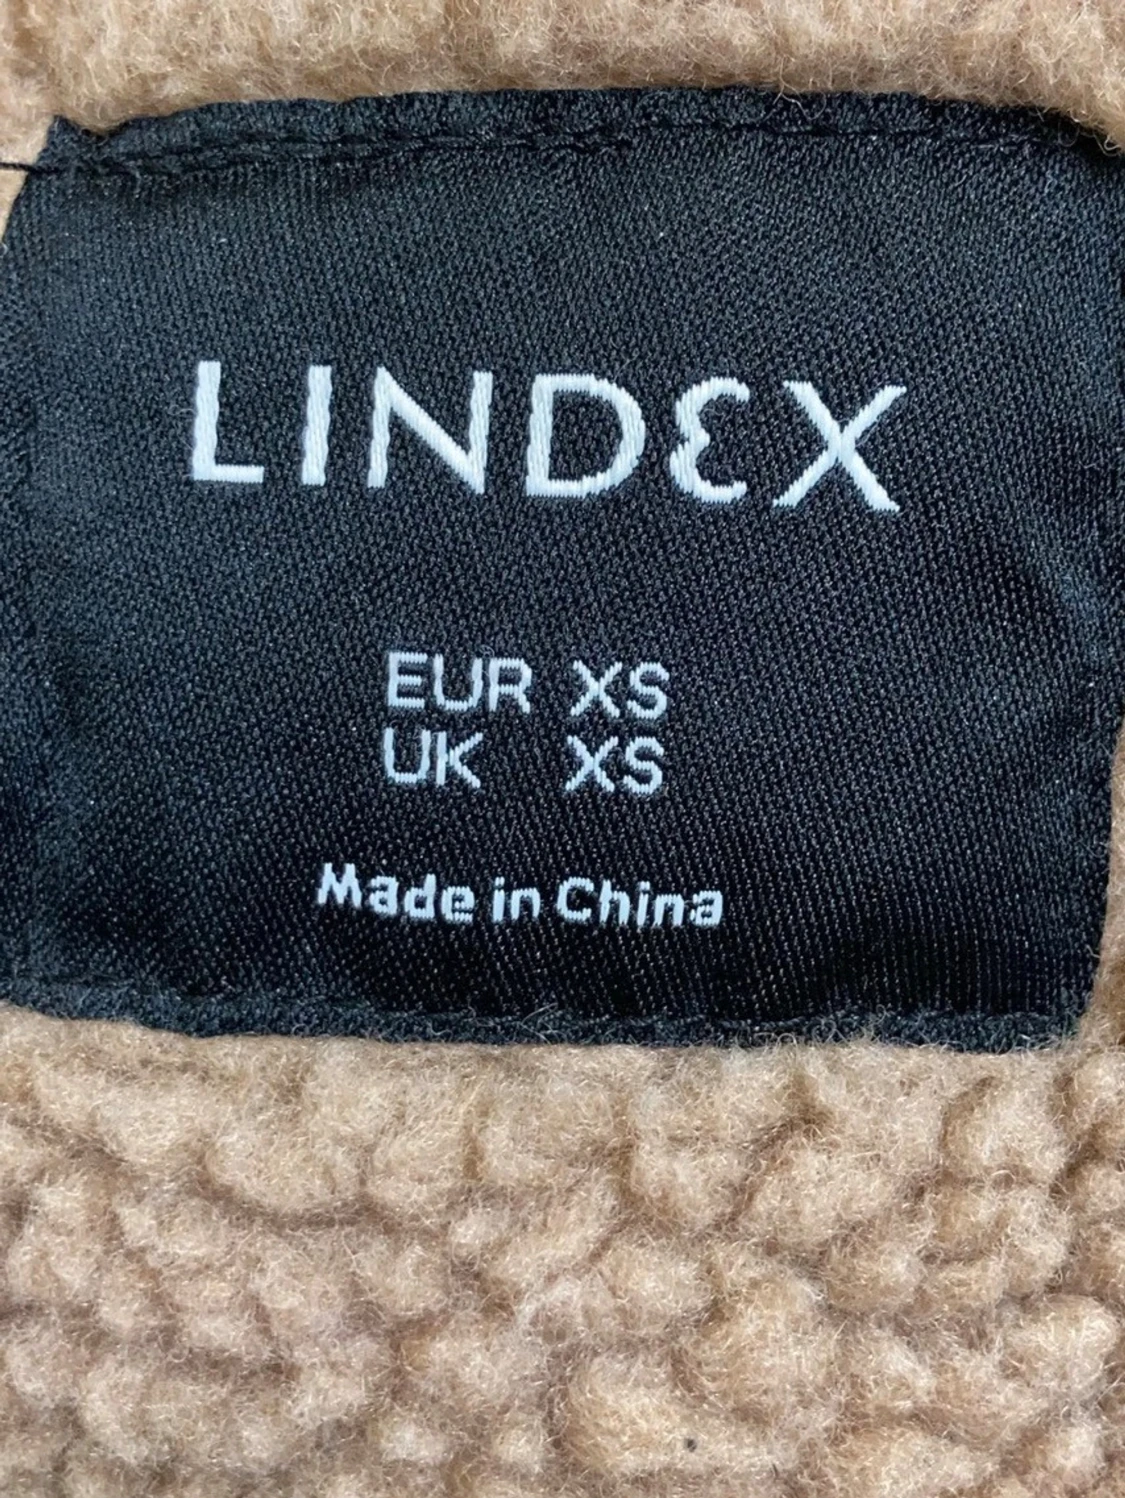 LINDEX
EUR XS
UK XS
Made in China